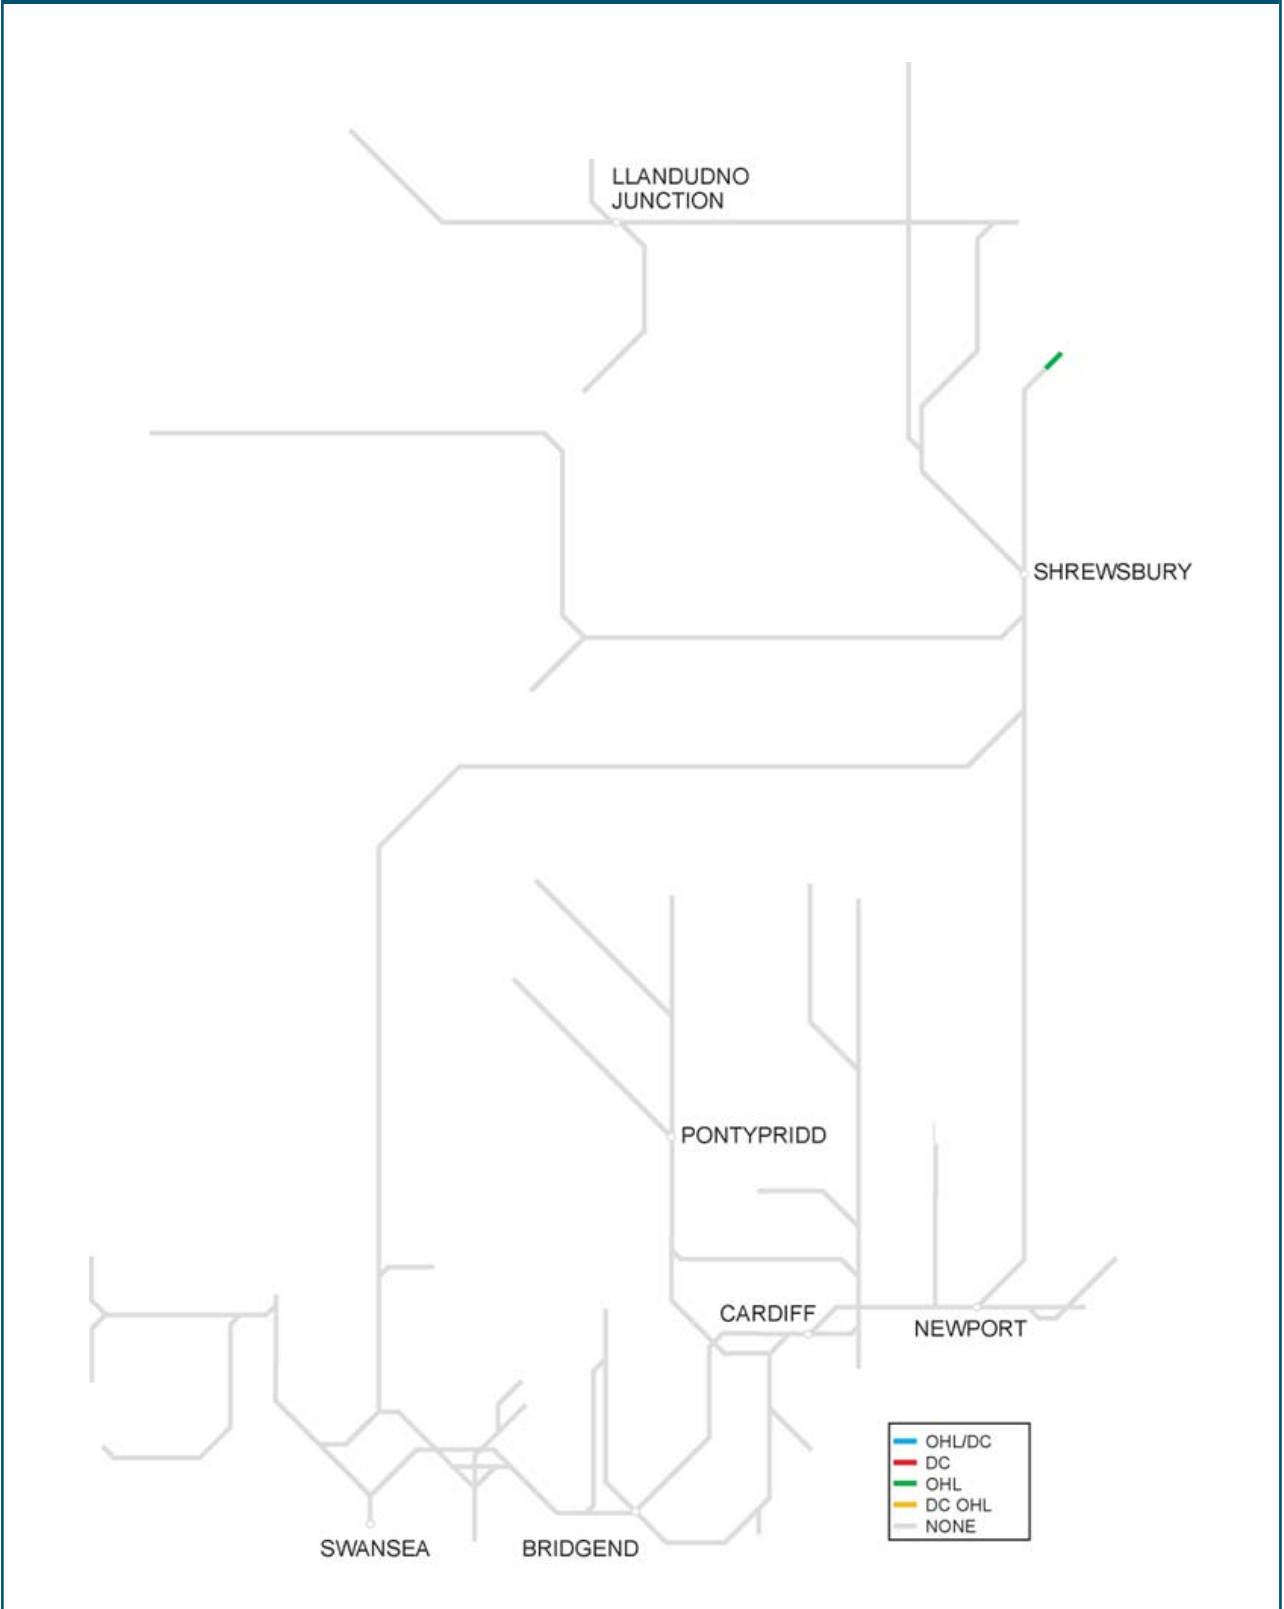 LLANDUDNO
JUNCTION
SHREWSBURY
PONTYPRIDD
CARDIFF
NEWPORT
OHL/DC
DC
OHL
DC OHL
NONE
SWANSEA
BRIDGEND